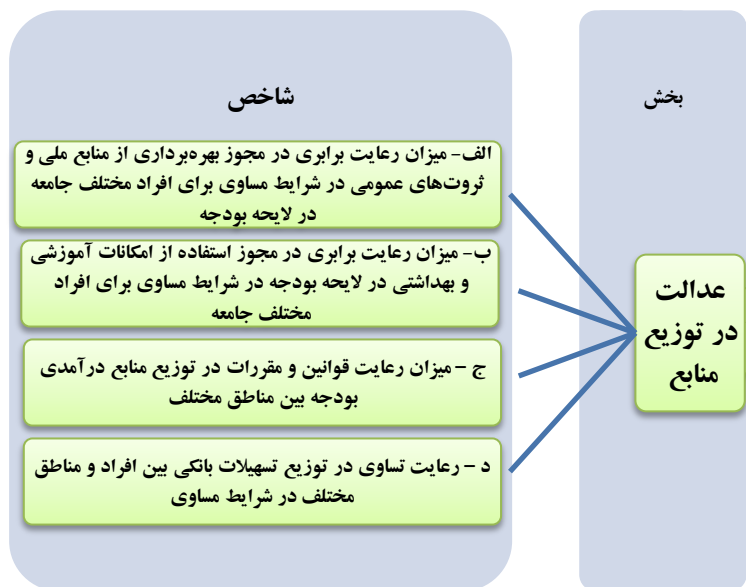 بخش
عدالت
در توزیع
منابع
شاخص
الف- میزان رعایت برابری در مجوز بهره‌برداری از منابع ملی و
ثروت‌های عمومی در شرایط مساوی برای افراد مختلف جامعه
در لایحه بودجه
ب- میزان رعایت برابری در مجوز استفاده از امکانات آموزشی
و بهداشتی در لایحه بودجه در شرایط مساوی برای افراد
مختلف جامعه
ج – میزان رعایت قوانین و مقررات در توزیع منابع درآمدی
بودجه بین مناطق مختلف
د – رعایت تساوی در توزیع تسهیلات بانکی بین افراد و مناطق
مختلف در شرایط مساوی